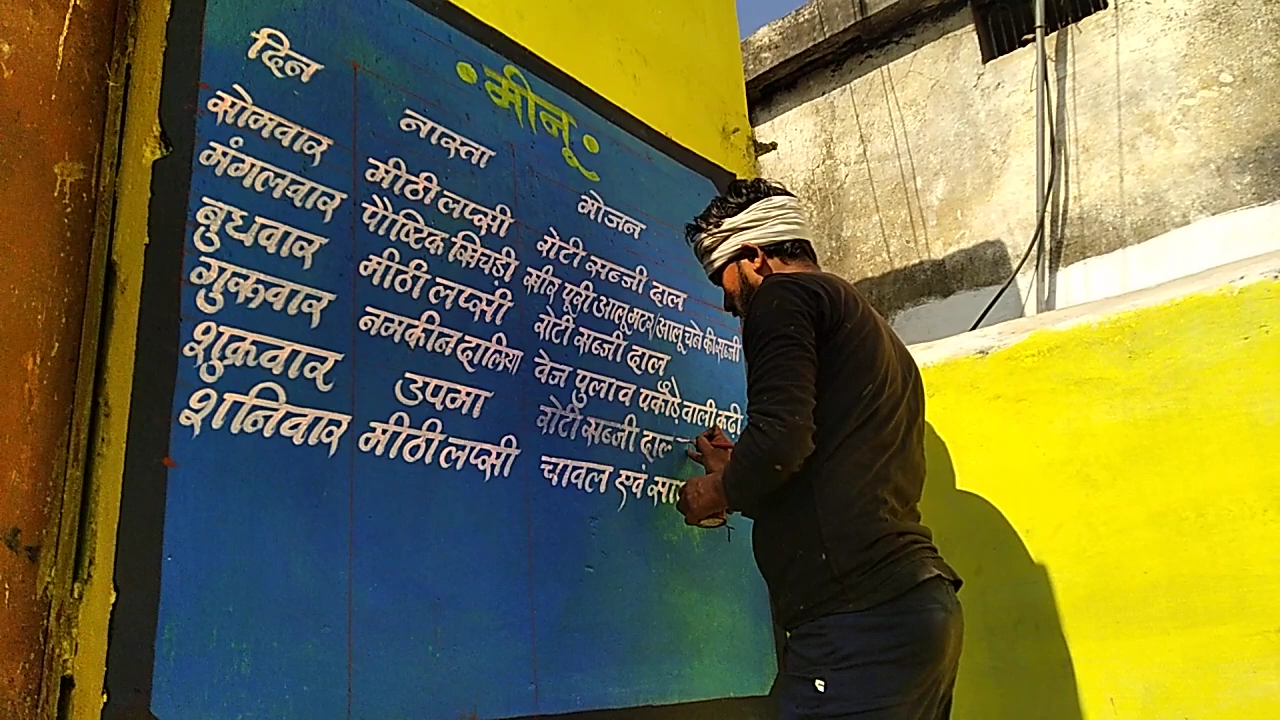 मीनू
दिन नास्ता भोजन
सोमवार मीठी लप्सी रोटी सब्जी दाल
मंगलवार पौष्टिक खिचड़ी खीर पूरी आलू मटर/आलू चने की सब्जी
बुधवार मीठी लप्सी रोटी सब्जी दाल
गुरूवार नमकीन दालिया वेज पुलाव पकौड़े वाली कढी
शुक्रवार उपमा रोटी सब्जी दाल
शनिवार मीठी लप्सी चावल एवं